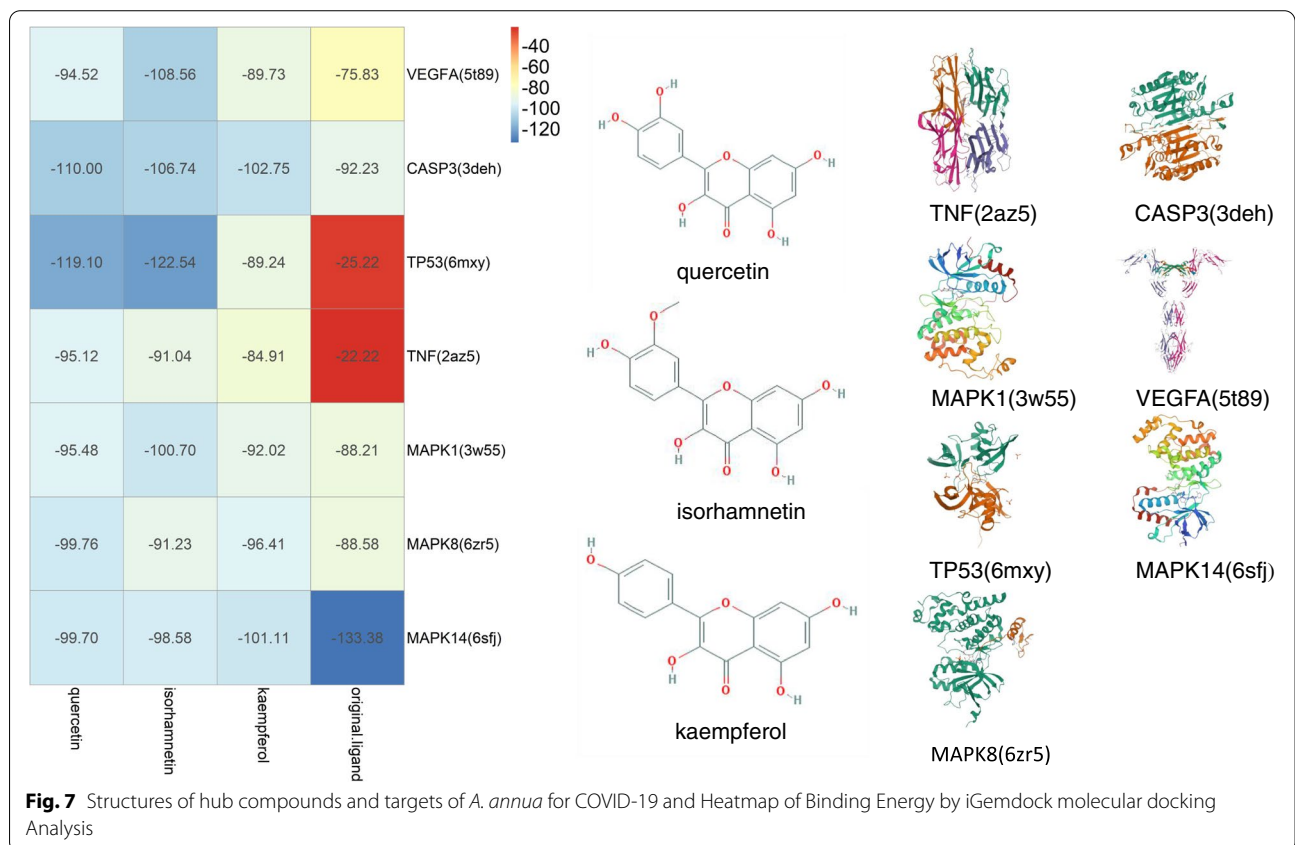 -94.52 -108.56 -89.73 -75.83 VEGFA(5t89)
-110.00 -106.74 -102.75 -92.23 CASP3(3deh)
-119.10 -122.54 -89.24 -25.22 TP53(6mxy)
-95.12 -91.04 -84.91 -22.22 TNF(2az5)
-95.48 -100.70 -92.02 -88.21 MAPK1(3w55)
-99.76 -91.23 -96.41 -88.58 MAPK8(6zr5)
-99.70 -98.58 -101.11 -133.38 MAPK14(6sfj)
quercetin
isorhamnetin
kaempferol
original.ligand
-40
-60
-80
-100
-120
H
O
H O
O
O H
O
H
O
O
H
quercetin
O
H O
O
O H
O
H
O
O
H
isorhamnetin
H
O
O
O H
O
H
O
O
H
kaempferol
TNF(2az5) CASP3(3deh)
MAPK1(3w55) VEGFA(5t89)
TP53(6mxy) MAPK14(6sfj)
MAPK8(6zr5)
Fig. 7 Structures of hub compounds and targets of A. annua for COVID-19 and Heatmap of Binding Energy by iGemdock molecular docking
Analysis